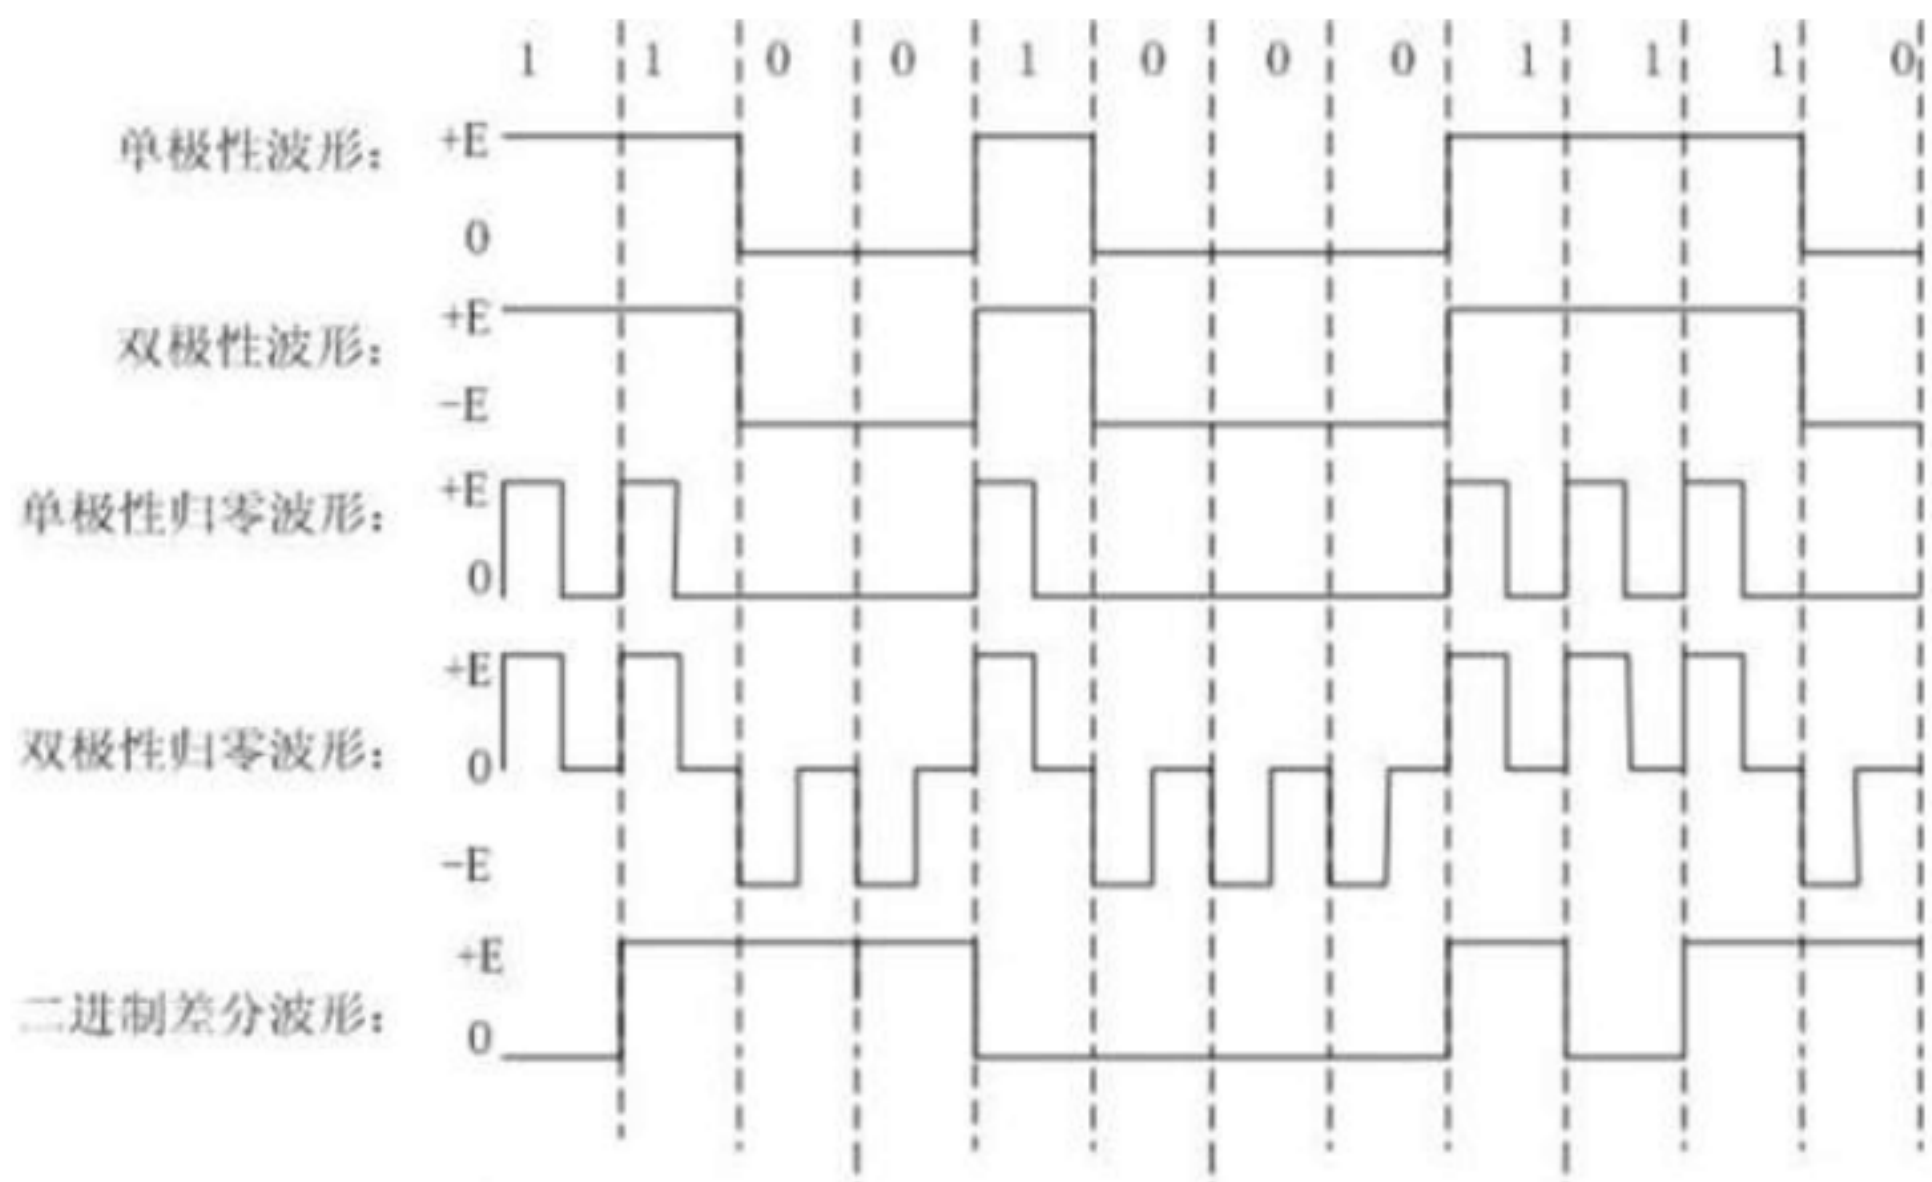 1 1 0 0 1 0 0 0 1 1 1 0
单极性波形: +E
0
双极性波形: +E
-E
单极性归零波形: +E
0
+E
双极性归零波形: 0
-E
+E
二进制差分波形: 0